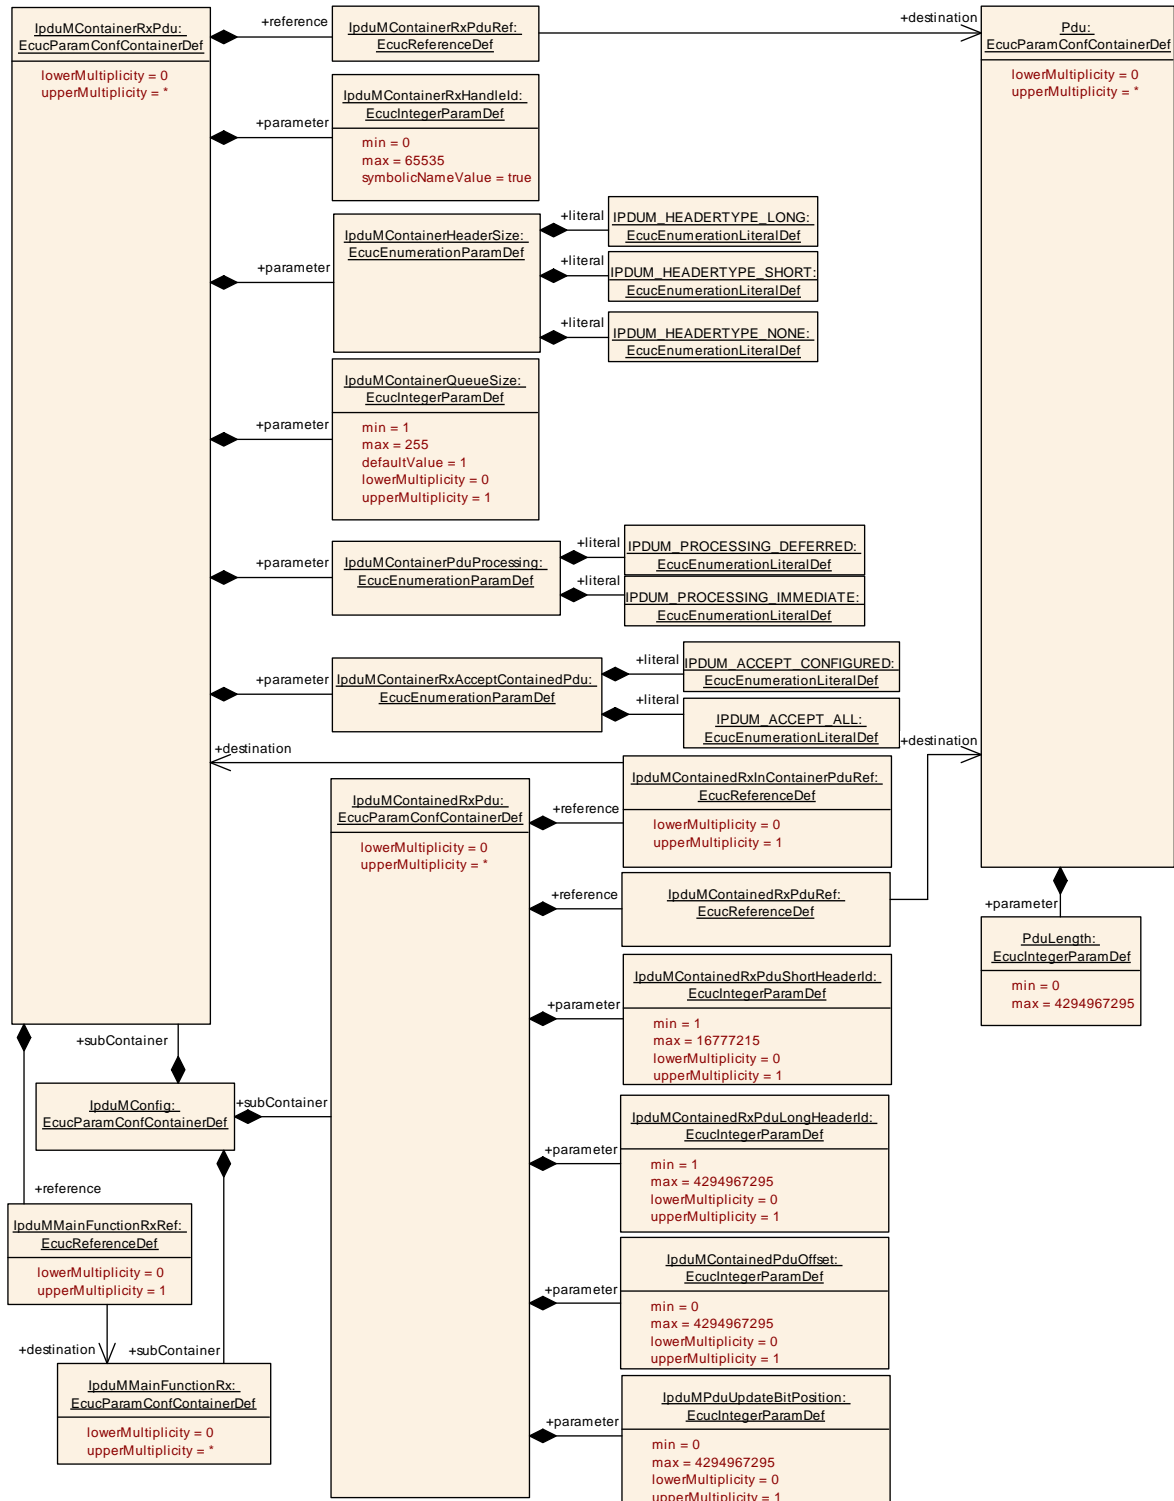 IpduMContainerRxPdu:
EcucParamConfContainerDef
lowerMultiplicity = 0
upperMultiplicity = *
+reference
IpduMContainerRxPduRef:
EcucReferenceDef
+destination
Pdu:
EcucParamConfContainerDef
lowerMultiplicity = 0
upperMultiplicity = *
+parameter
IpduMContainerRxHandleId:
EcucIntegerParamDef
min = 0
max = 65535
symbolicNameValue = true
+parameter
IpduMContainerHeaderSize:
EcucEnumerationParamDef
+literal
IPDUM_HEADERTYPE_LONG:
EcucEnumerationLiteralDef
+literal
IPDUM_HEADERTYPE_SHORT:
EcucEnumerationLiteralDef
+literal
IPDUM_HEADERTYPE_NONE:
EcucEnumerationLiteralDef
+parameter
IpduMContainerQueueSize:
EcucIntegerParamDef
min = 1
max = 255
defaultValue = 1
lowerMultiplicity = 0
upperMultiplicity = 1
+parameter
IpduMContainerPduProcessing:
EcucEnumerationParamDef
+literal
IPDUM_PROCESSING_DEFERRED:
EcucEnumerationLiteralDef
+literal
IPDUM_PROCESSING_IMMEDIATE:
EcucEnumerationLiteralDef
+parameter
IpduMContainerRxAcceptContainedPdu:
EcucEnumerationParamDef
+literal
IPDUM_ACCEPT_CONFIGURED:
EcucEnumerationLiteralDef
+literal
IPDUM_ACCEPT_ALL:
EcucEnumerationLiteralDef
+destination
+destination
IpduMContainedRxPdu:
EcucParamConfContainerDef
lowerMultiplicity = 0
upperMultiplicity = *
+reference
IpduMContainedRxInContainerPduRef:
EcucReferenceDef
lowerMultiplicity = 0
upperMultiplicity = 1
+reference
IpduMContainedRxPduRef:
EcucReferenceDef
+parameter
PduLength:
EcucIntegerParamDef
min = 0
max = 4294967295
+parameter
IpduMContainedRxPduShortHeaderId:
EcucIntegerParamDef
min = 1
max = 16777215
lowerMultiplicity = 0
upperMultiplicity = 1
+subContainer
IpduMConfig:
EcucParamConfContainerDef
+subContainer
+parameter
IpduMContainedRxPduLongHeaderId:
EcucIntegerParamDef
min = 1
max = 4294967295
lowerMultiplicity = 0
upperMultiplicity = 1
+reference
IpduMMainFunctionRxRef:
EcucReferenceDef
lowerMultiplicity = 0
upperMultiplicity = 1
+parameter
IpduMContainedPduOffset:
EcucIntegerParamDef
min = 0
max = 4294967295
lowerMultiplicity = 0
upperMultiplicity = 1
+destination
+subContainer
IpduMMainFunctionRx:
EcucParamConfContainerDef
lowerMultiplicity = 0
upperMultiplicity = *
+parameter
IpduMPduUpdateBitPosition:
EcucIntegerParamDef
min = 0
max = 4294967295
lowerMultiplicity = 0
upperMultiplicity = 1